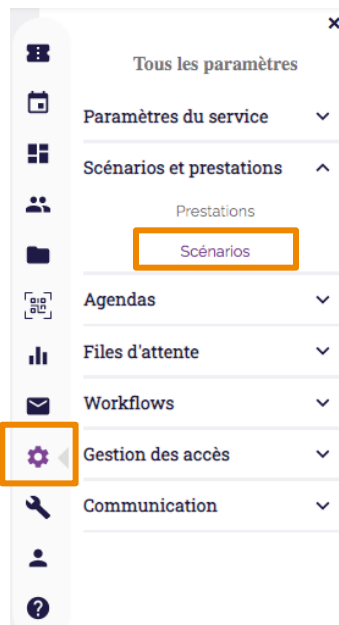 Tous les paramètres
Paramètres du service
Scénarios et prestations
Prestations
Scénarios
Agendas
Files d'attente
Workflows
Gestion des accès
Communication